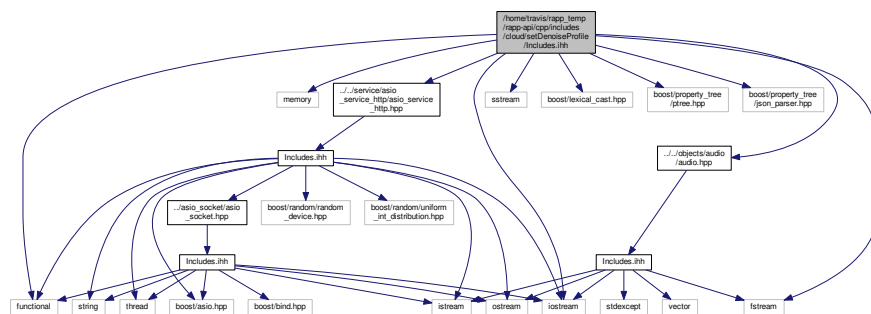 /home/travis/rapp_temp
/rapp-api/cpp/includes
/cloud/setDenoiseProfile
/Includes.ihh
memory
../../service/asio
_service_http/asio_service
_http.hpp
sstream
boost/lexical_cast.hpp
boost/property_tree
/ptree.hpp
boost/property_tree
/json_parser.hpp
Includes.ihh
../../objects/audio
/audio.hpp
../asio_socket/asio
_socket.hpp
boost/random/random
_device.hpp
boost/random/uniform
_int_distribution.hpp
Includes.ihh
Includes.ihh
functional
string
thread
boost/asio.hpp
boost/bind.hpp
istream
ostream
iostream
stdexcept
vector
fstream